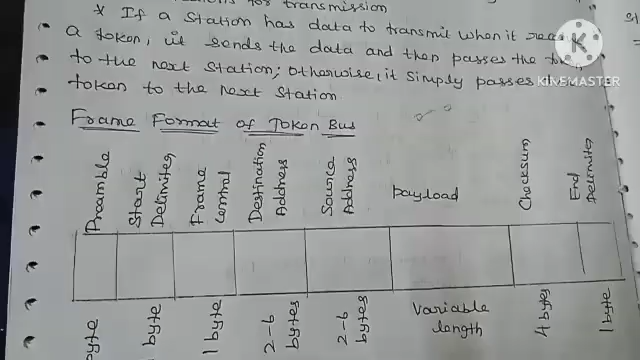 for transmission
* If a station has data to transmit when it
a token, it sends the data and then passes the
to the next station; otherwise, it simply passes
token to the next station
KINEMASTER
Frame Format of Token Bus
Preamble
Start Delimiter
Frame Control
Destination Address
Source Address
payload
Checksum
End Delimiter
byte
byte
1 byte
2-6 bytes
2-6 bytes
Variable length
4 bytes
1 byte